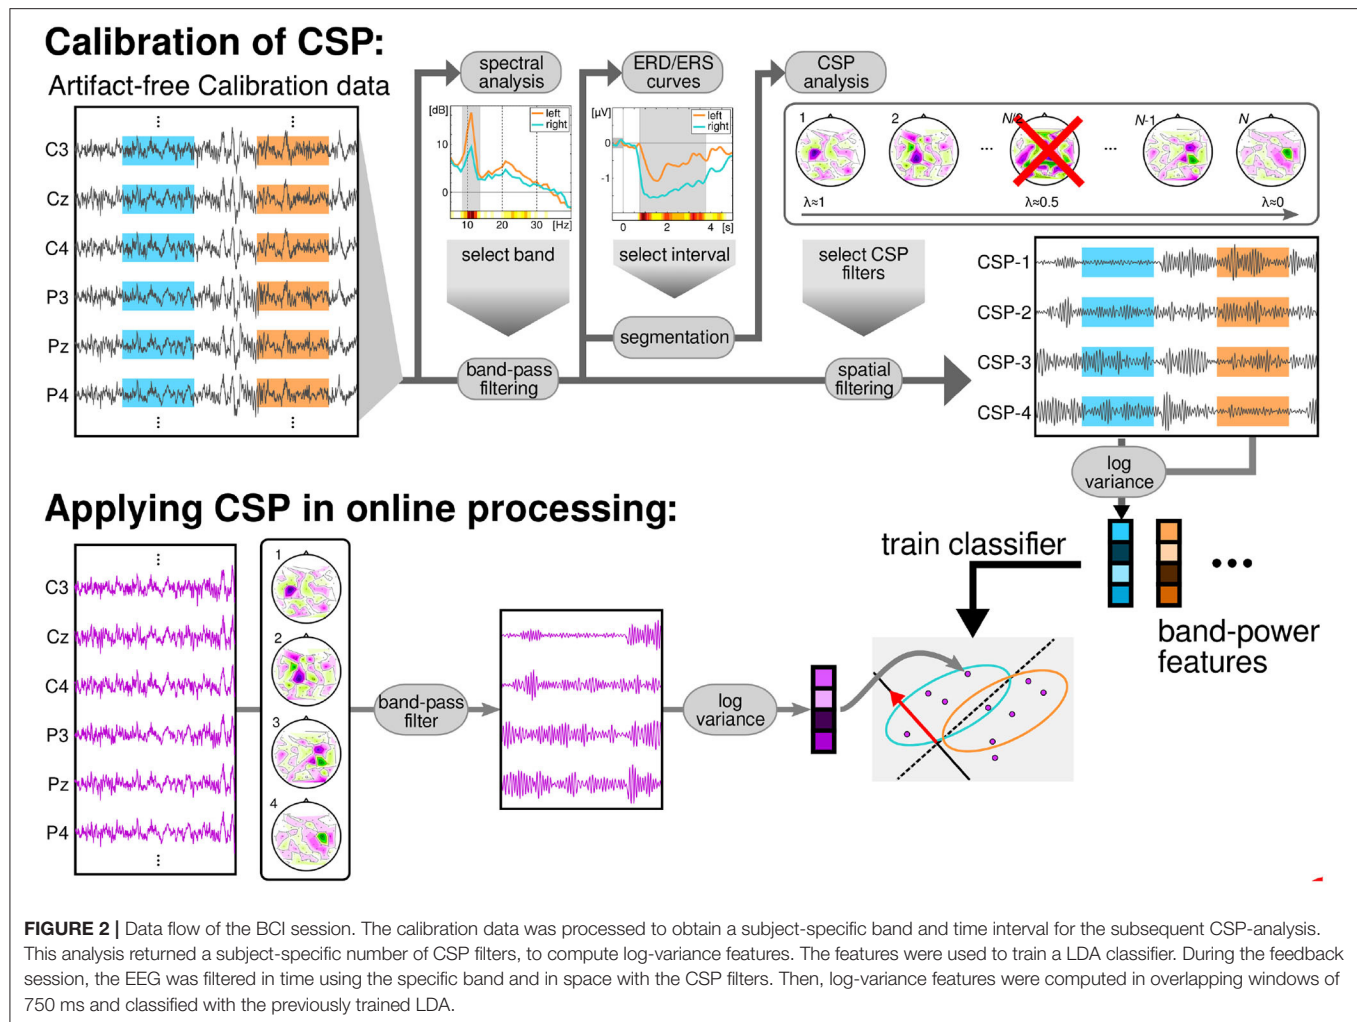 Calibration of CSP:
Artifact-free Calibration data
⋮ ⋮
C3
Cz
C4
P3
Pz
P4
⋮ ⋮
spectral
analysis
[dB]
left
right
10
0
10 20 30 [Hz]
select band
band-pass
filtering
ERD/ERS
curves
[µV]
left
right
0
-1
0 2 4 [s]
select interval
segmentation
CSP
analysis
1 2 ... N/2 ... N-1 N
λ≈1 λ≈0.5 λ≈0
select CSP
filters
spatial
filtering
CSP-1
CSP-2
CSP-3
CSP-4
log
variance
Applying CSP in online processing:
⋮
C3
Cz
C4
P3
Pz
P4
⋮
1
2
3
4
band-pass
filter
log
variance
train classifier
•••
band-power
features
FIGURE 2 | Data flow of the BCI session. The calibration data was processed to obtain a subject-specific band and time interval for the subsequent CSP-analysis.
This analysis returned a subject-specific number of CSP filters, to compute log-variance features. The features were used to train a LDA classifier. During the feedback
session, the EEG was filtered in time using the specific band and in space with the CSP filters. Then, log-variance features were computed in overlapping windows of
750 ms and classified with the previously trained LDA.